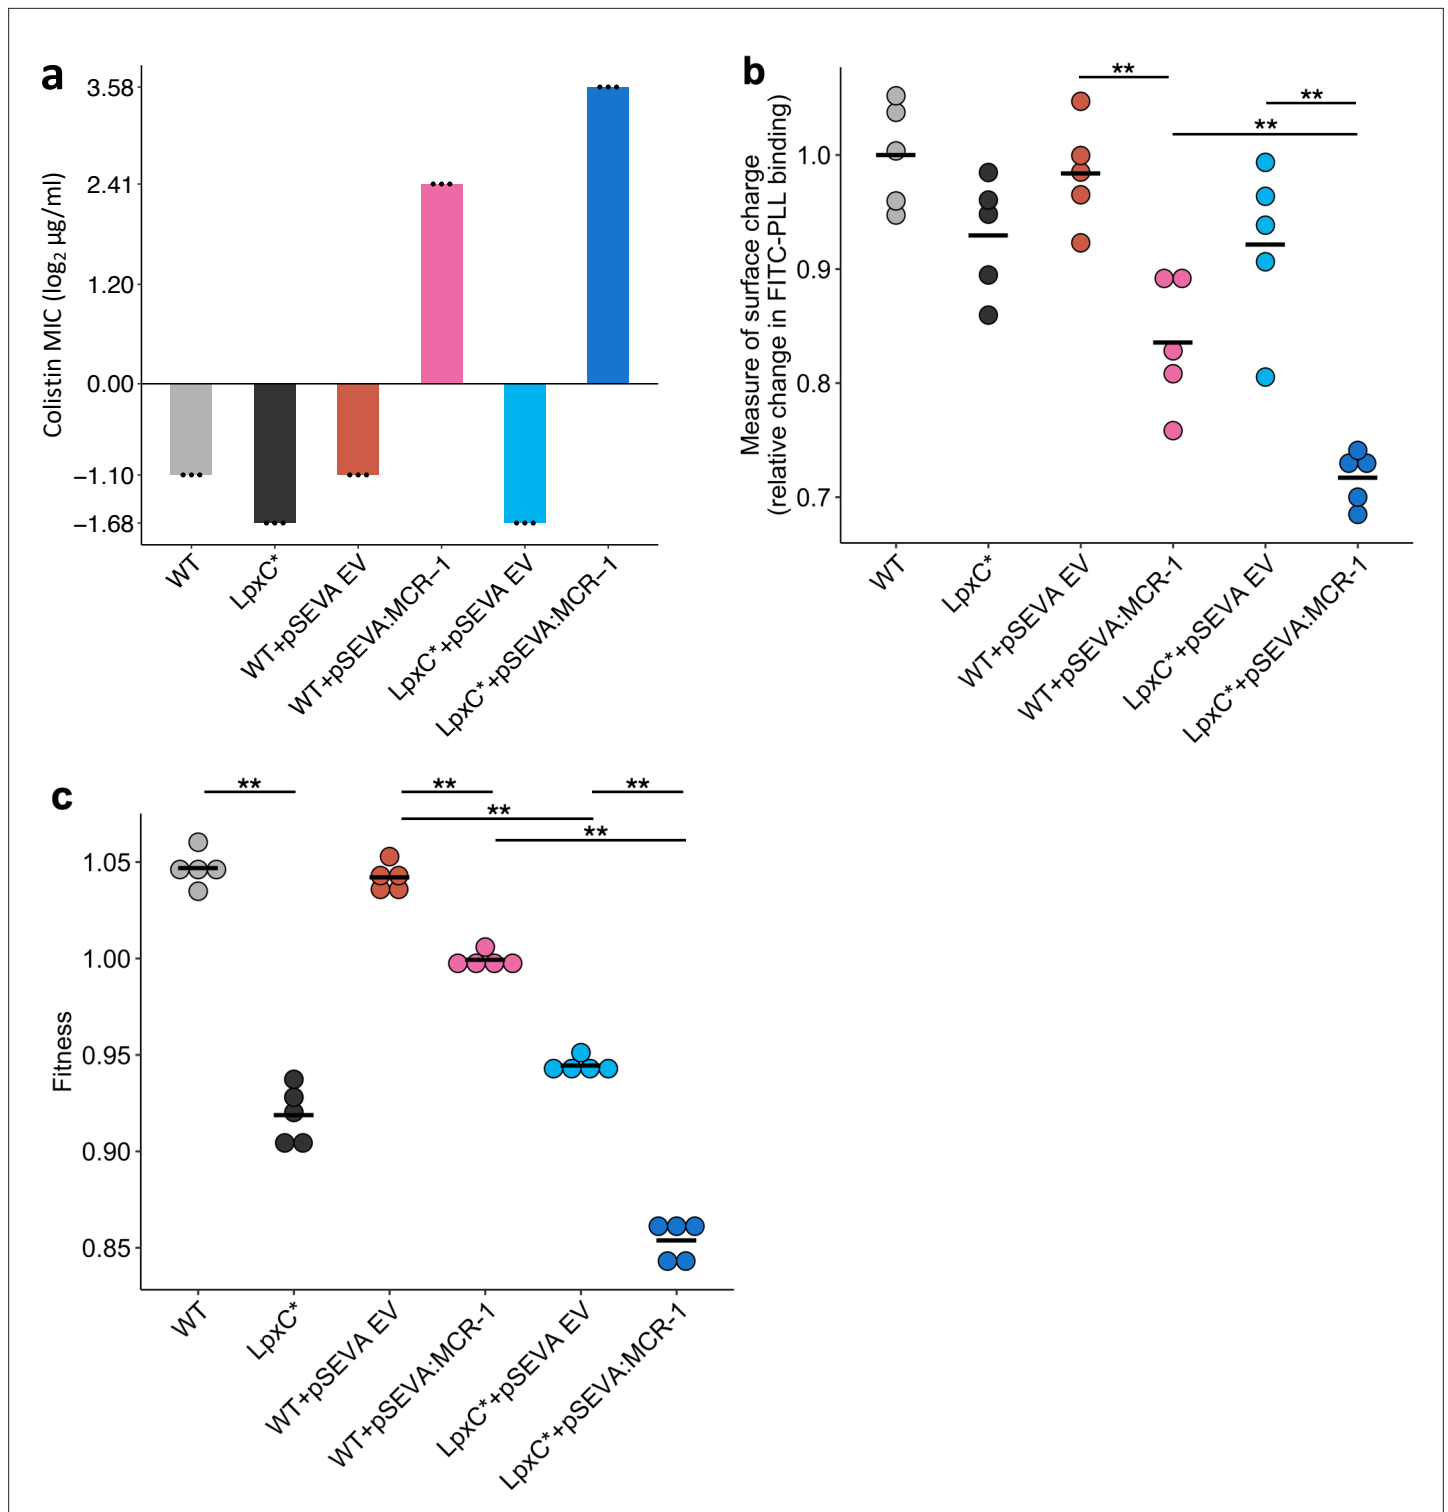 a
Colistin MIC (log₂ µg/ml)
3.58
2.41
1.20
0.00
−1.10
−1.68
WT
LpxC*
WT+pSEVA EV
WT+pSEVA:MCR−1
LpxC*+pSEVA EV
LpxC*+pSEVA:MCR−1
b
Measure of surface charge
(relative change in FITC-PLL binding)
1.0
0.9
0.8
0.7
**
**
**
WT
LpxC*
WT+pSEVA EV
WT+pSEVA:MCR-1
LpxC*+pSEVA EV
LpxC*+pSEVA:MCR-1
c
Fitness
1.05
1.00
0.95
0.90
0.85
**
**
**
**
**
WT
LpxC*
WT+pSEVA EV
WT+pSEVA:MCR-1
LpxC*+pSEVA EV
LpxC*+pSEVA:MCR-1